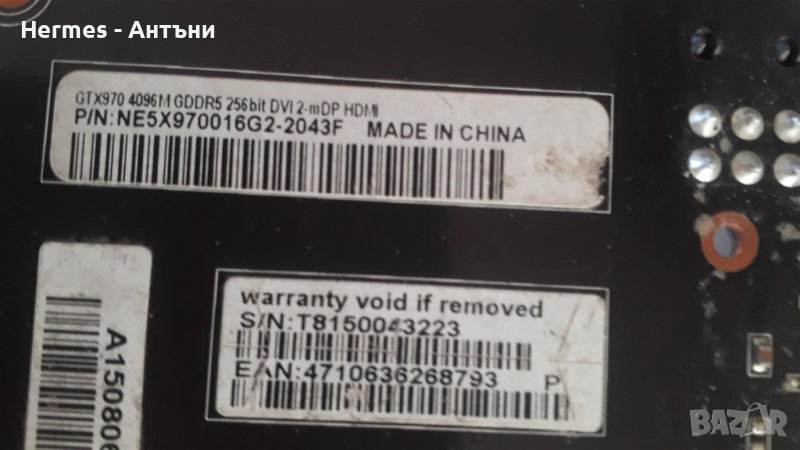 Hermes - Антъни
GTX970 4096M GDDR5 256bit DVI 2-mDP HDMI
P/N:NE5X970016G2-2043F MADE IN CHINA
warranty void if removed
S/N:T8150043223
EAN:4710636268793 P
A150806
BAZAR